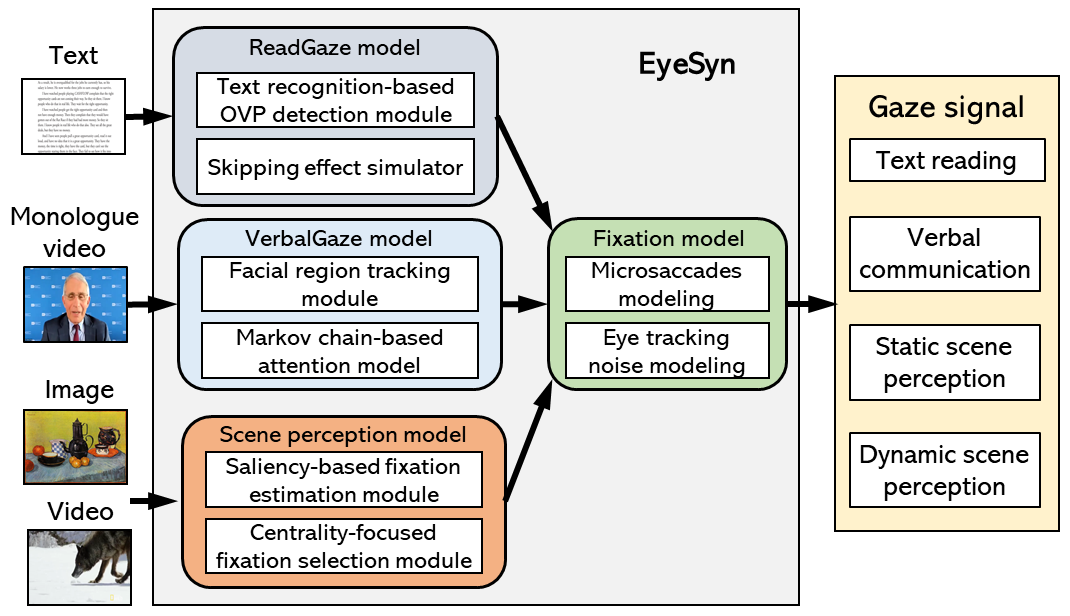 Text
Monologue
video
Image
Video
EyeSyn
ReadGaze model
Text recognition-based
OVP detection module
Skipping effect simulator
VerbalGaze model
Facial region tracking
module
Markov chain-based
attention model
Scene perception model
Saliency-based fixation
estimation module
Centrality-focused
fixation selection module
Fixation model
Microsaccades
modeling
Eye tracking
noise modeling
Gaze signal
Text reading
Verbal
communication
Static scene
perception
Dynamic scene
perception